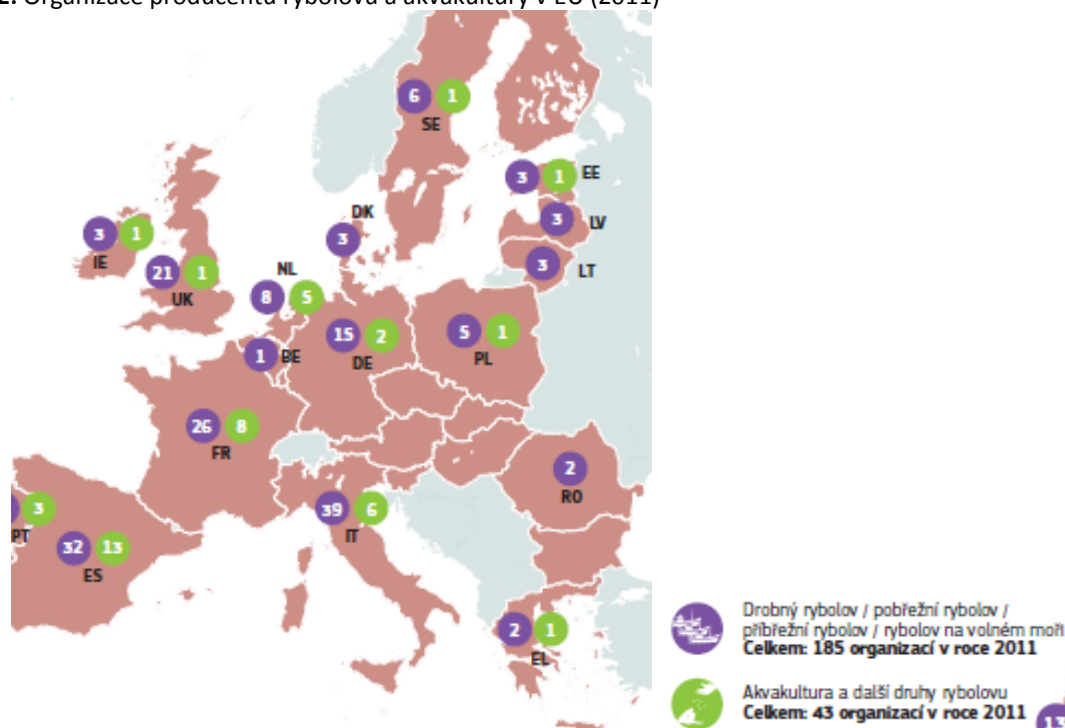 Organizace producentů rybolovu a akvakultury v EU (2011)
6 1
SE
3 1 EE
3 LV
3 LT
DK
3
3 1
IE
21 1
UK
NL
8 5
1 BE
15 2
DE
5 1
PL
26 8
FR
2
RO
39 6
IT
3
PT
32 13
ES
2 1
EL
Drobný rybolov / pobřežní rybolov /
příbřežní rybolov / rybolov na volném moři
Celkem: 185 organizací v roce 2011
Akvakultura a další druhy rybolovu
Celkem: 43 organizací v roce 2011
13